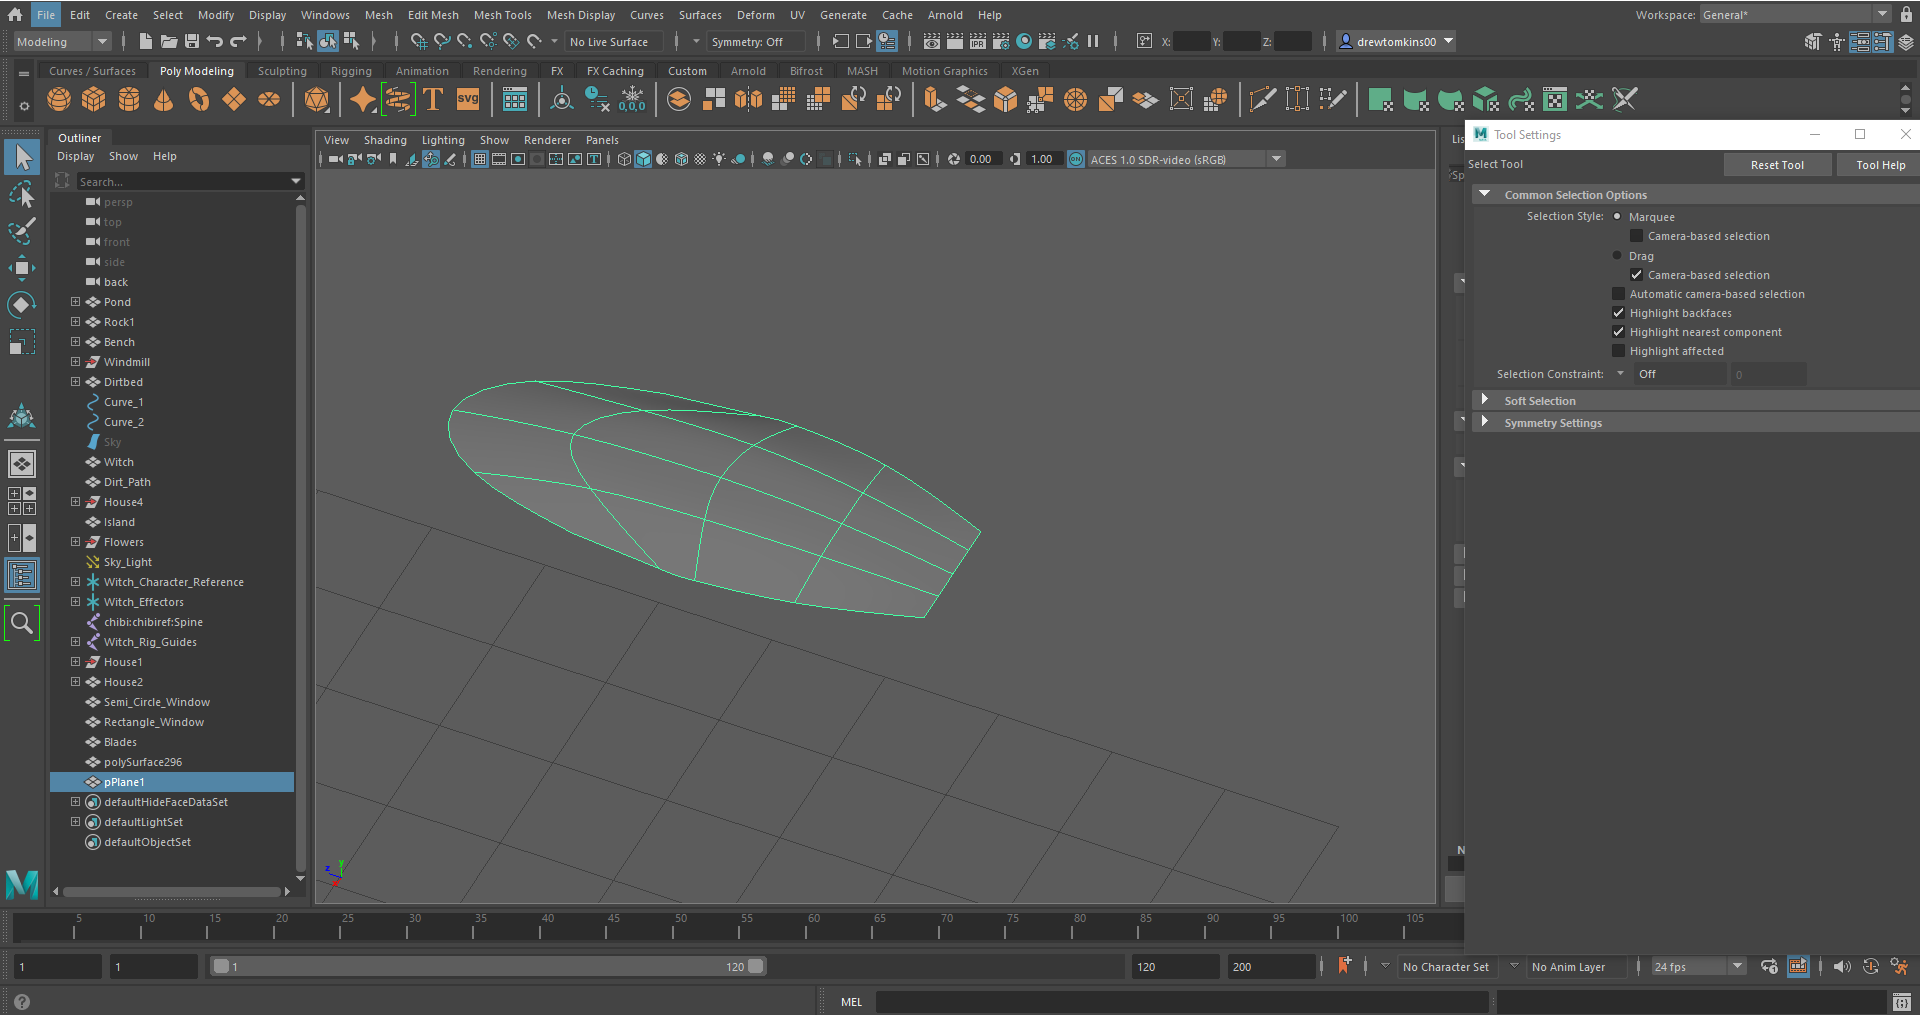 File Edit Create Select Modify Display Windows Mesh Edit Mesh Mesh Tools Mesh Display Curves Surfaces Deform UV Generate Cache Arnold Help Workspace: General*
Modeling No Live Surface Symmetry: Off X: Y: Z: drewtomkins00
Curves / Surfaces Poly Modeling Sculpting Rigging Animation Rendering FX FX Caching Custom Arnold Bifrost MASH Motion Graphics XGen
T svg 0,0,0
Outliner
Display Show Help
Search...
persp
top
front
side
back
Pond
Rock1
Bench
Windmill
Dirtbed
Curve_1
Curve_2
Sky
Witch
Dirt_Path
House4
Island
Flowers
Sky_Light
Witch_Character_Reference
Witch_Effectors
chibi:chibiref:Spine
Witch_Rig_Guides
House1
House2
Semi_Circle_Window
Rectangle_Window
Blades
polySurface296
pPlane1
defaultHideFaceDataSet
defaultLightSet
defaultObjectSet
View Shading Lighting Show Renderer Panels
0.00 1.00 ACES 1.0 SDR-video (sRGB)
z y
Lis
Sp
N
M Tool Settings
Select Tool Reset Tool Tool Help
Common Selection Options
Selection Style: Marquee
Camera-based selection
Drag
Camera-based selection
Automatic camera-based selection
Highlight backfaces
Highlight nearest component
Highlight affected
Selection Constraint: Off 0
Soft Selection
Symmetry Settings
5 10 15 20 25 30 35 40 45 50 55 60 65 70 75 80 85 90 95 100 105
1 1 1 120 120 200 No Character Set No Anim Layer 24 fps
MEL